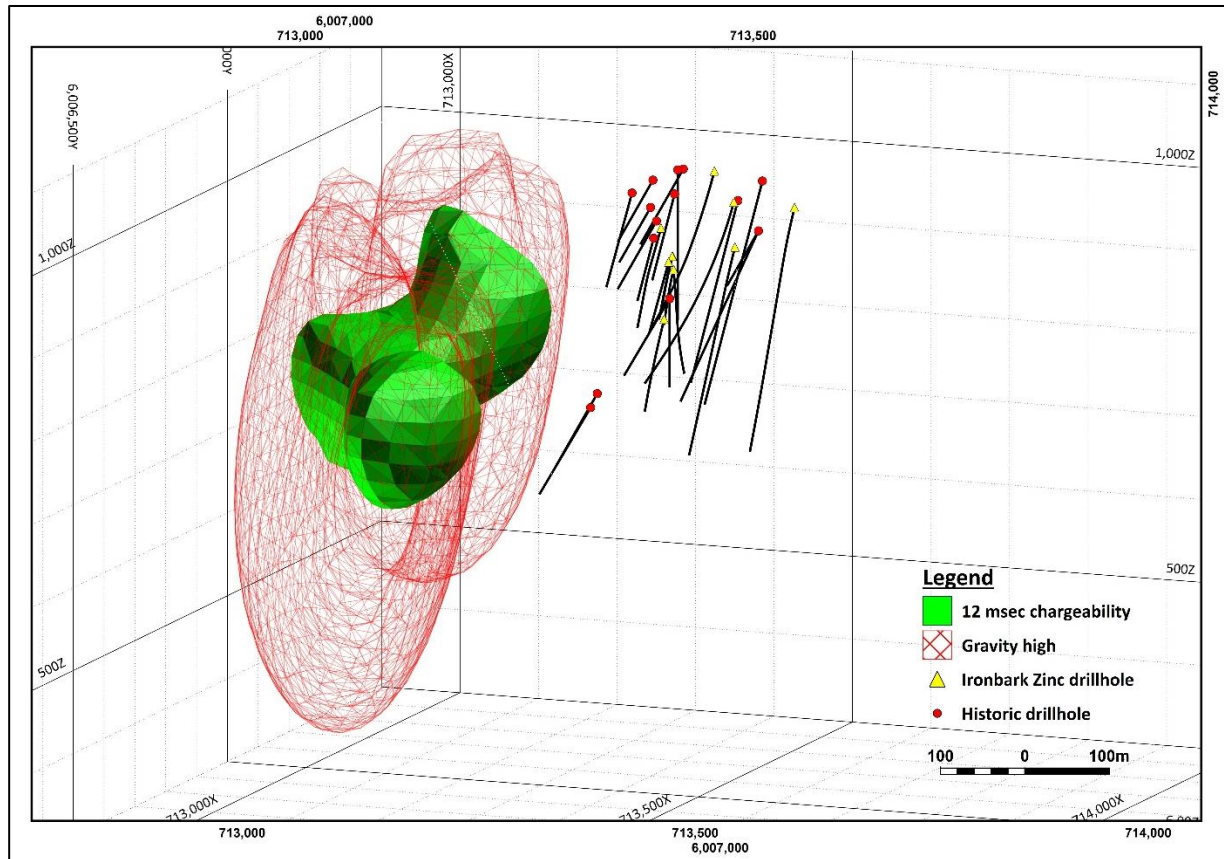 6,007,000
713,000
713,500
714,000
6,006,500Y
000Y
713,000X
1,000Z
1,000Z
500Z
500Z
Legend
12 msec chargeability
Gravity high
Ironbark Zinc drillhole
Historic drillhole
100 0 100m
713,000X
713,500X
714,000X
713,000
713,500
714,000
6,007,000